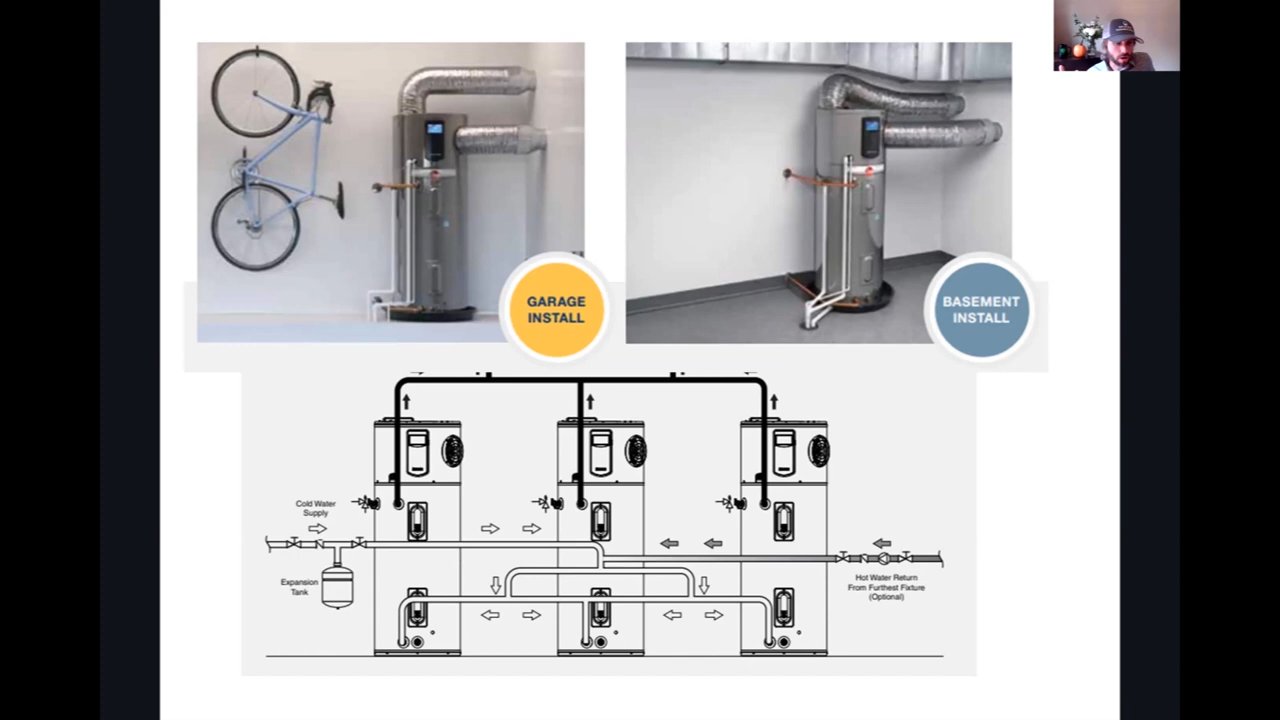 GARAGE
INSTALL
BASEMENT
INSTALL
Cold Water
Supply
Expansion
Tank
Hot Water Return
From Furthest Fixture
(Optional)